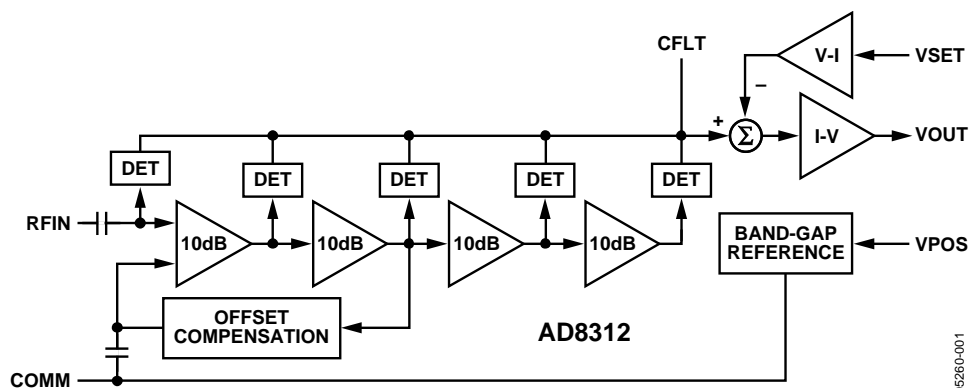 CFLT
V-I
VSET
–
+
Σ
I-V
VOUT
DET
DET
DET
DET
DET
RFIN
10dB
10dB
10dB
10dB
BAND-GAP
REFERENCE
VPOS
OFFSET
COMPENSATION
AD8312
COMM
5260-001